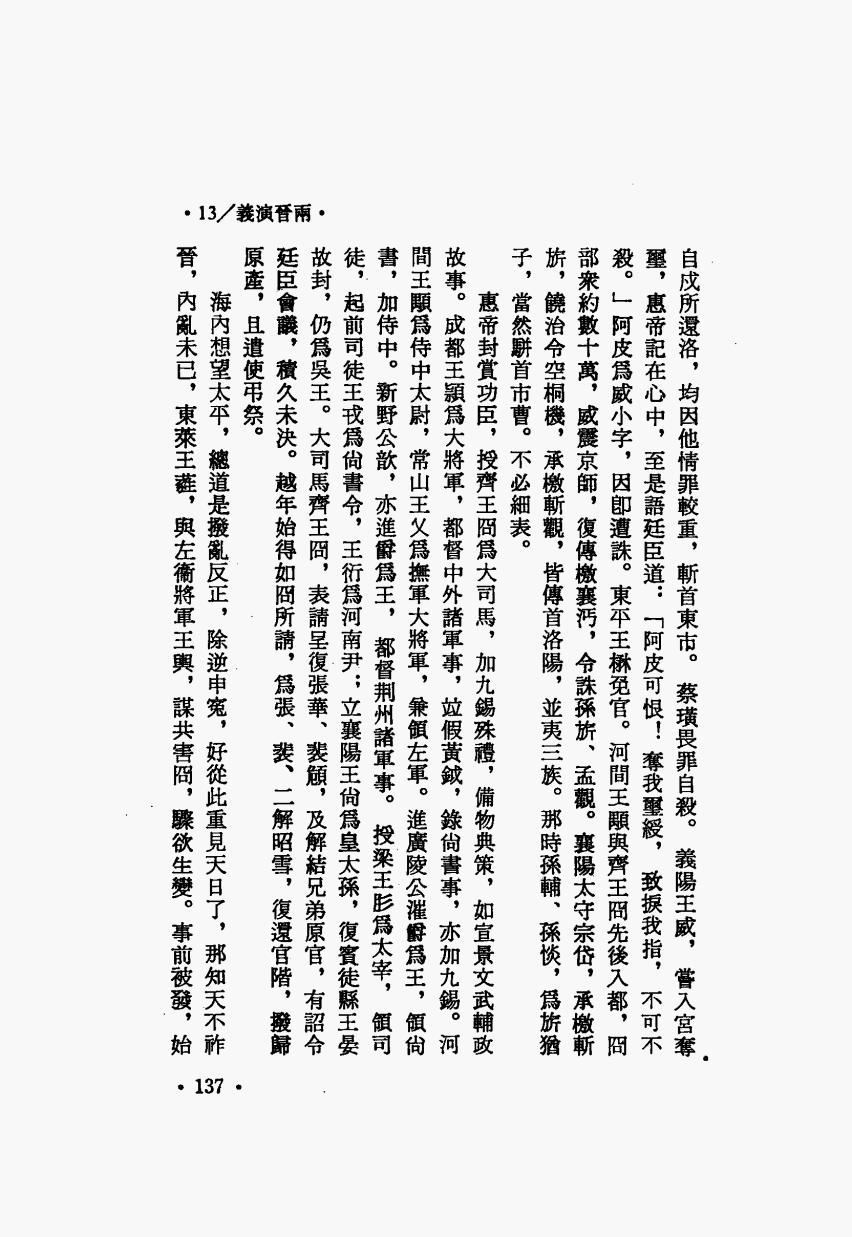 •13／義演晉兩•
自戍所還洛，均因他情罪較重，斬首東市。蔡璜畏罪自殺。義陽王威，嘗入宮奪
璽，惠帝記在心中，至是語廷臣道：「阿皮可恨！奪我璽綬，致捩我指，不可不
殺。」阿皮爲威小字，因卽遭誅。東平王楙免官。河間王顒與齊王冏先後入都，冏
部衆約數十萬，威震京師，復傳檄襄沔，令誅孫旂、孟觀。襄陽太守宗岱，承檄斬
旂，饒治令空桐機，承檄斬觀，皆傳首洛陽，並夷三族。那時孫輔、孫惔，爲旂猶
子，當然駢首市曹。不必細表。
惠帝封賞功臣，授齊王冏爲大司馬，加九錫殊禮，備物典策，如宣景文武輔政
故事。成都王穎爲大將軍，都督中外諸軍事，竝假黃鉞，錄尙書事，亦加九錫。河
間王顒爲侍中太尉，常山王乂爲撫軍大將軍，兼領左軍。進廣陵公漼爵爲王，領尙
書，加侍中。新野公歆，亦進爵爲王，都督荆州諸軍事。授梁王肜爲太宰，領司
徒，起前司徒王戎爲尙書令，王衍爲河南尹；立襄陽王尙爲皇太孫，復賓徒縣王晏
故封，仍爲吳王。大司馬齊王冏，表請呈復張華、裴頠，及解結兄弟原官，有詔令
廷臣會議，積久未決。越年始得如冏所請，爲張、裴、二解昭雪，復還官階，撥歸
原產，且遣使弔祭。
海內想望太平，總道是撥亂反正，除逆申寃，好從此重見天日了，那知天不祚
晉，內亂未已，東萊王蕤，與左衞將軍王輿，謀共害冏，驟欲生變。事前被發，始
•137•